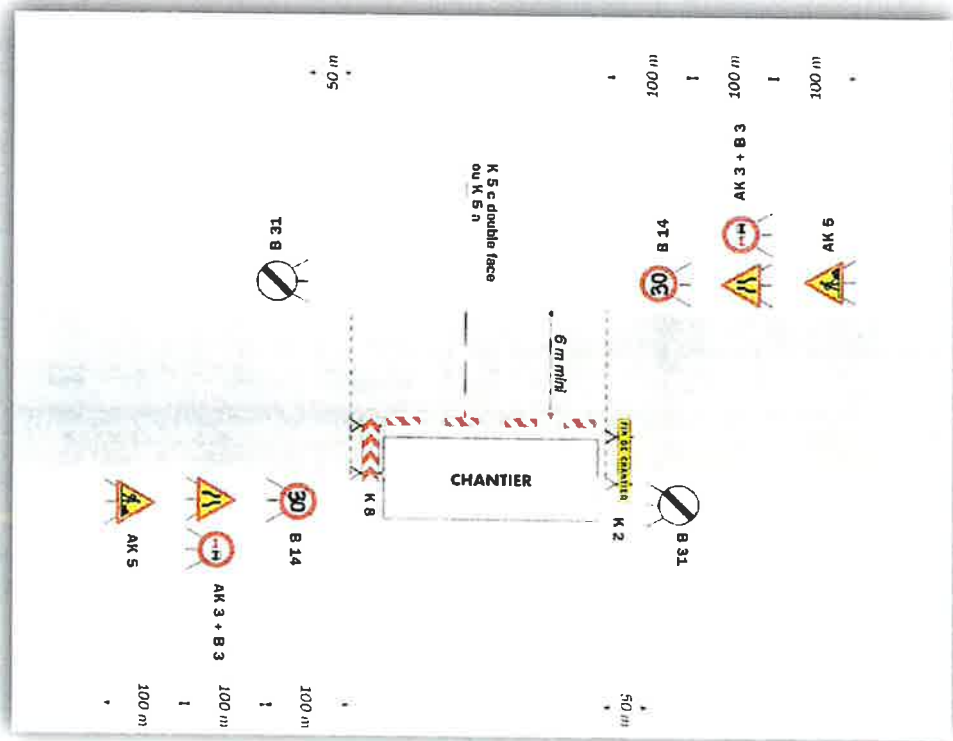 100 m
AK 5
100 m
AK 3 + B 3
100 m
B 14
30
B 31
50 m
K 2
FIN DE CHANTIER
6 m mini
CHANTIER
K 5 c double face
ou K 5 n
K 8
50 m
B 31
30
B 14
100 m
AK 3 + B 3
100 m
AK 5
100 m